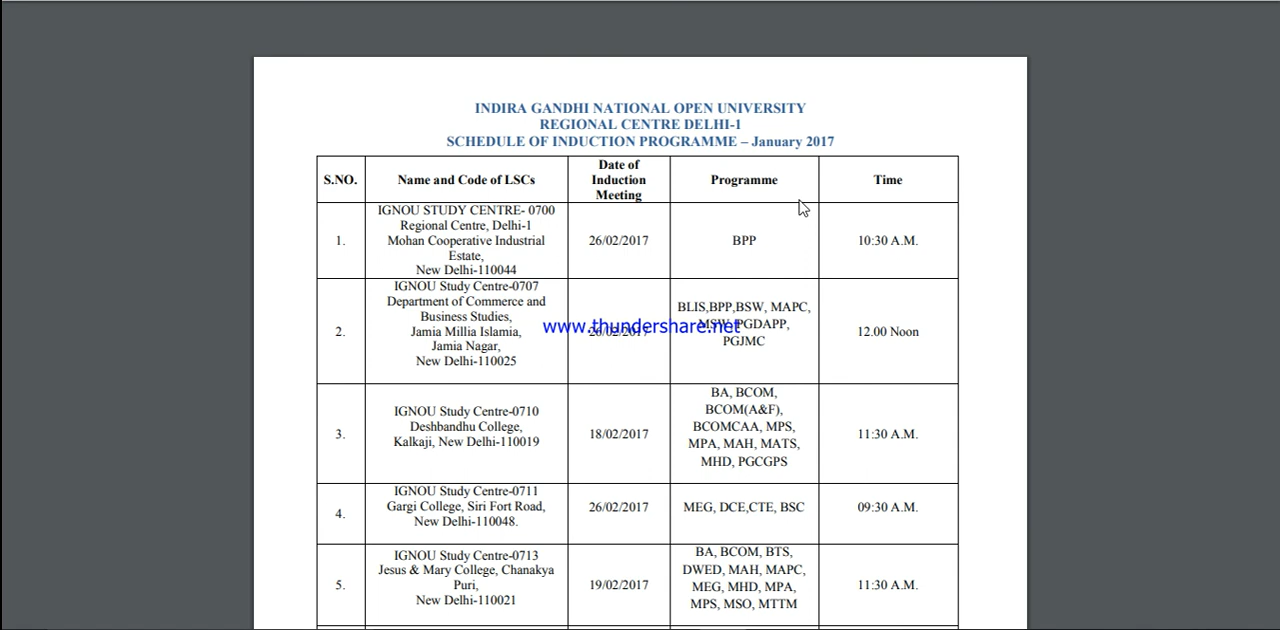 INDIRA GANDHI NATIONAL OPEN UNIVERSITY
REGIONAL CENTRE DELHI-1
SCHEDULE OF INDUCTION PROGRAMME – January 2017
S.NO.
Name and Code of LSCs
Date of
Induction
Meeting
Programme
Time
1.
IGNOU STUDY CENTRE- 0700
Regional Centre, Delhi-1
Mohan Cooperative Industrial
Estate,
New Delhi-110044
26/02/2017
BPP
10:30 A.M.
2.
IGNOU Study Centre-0707
Department of Commerce and
Business Studies,
Jamia Millia Islamia,
Jamia Nagar,
New Delhi-110025
26/02/2017
BLIS,BPP,BSW, MAPC,
MSW, PGDAPP,
PGJMC
12.00 Noon
www.thundershare.net
3.
IGNOU Study Centre-0710
Deshbandhu College,
Kalkaji, New Delhi-110019
18/02/2017
BA, BCOM,
BCOM(A&F),
BCOMCAA, MPS,
MPA, MAH, MATS,
MHD, PGCGPS
11:30 A.M.
4.
IGNOU Study Centre-0711
Gargi College, Siri Fort Road,
New Delhi-110048.
26/02/2017
MEG, DCE,CTE, BSC
09:30 A.M.
5.
IGNOU Study Centre-0713
Jesus & Mary College, Chanakya
Puri,
New Delhi-110021
19/02/2017
BA, BCOM, BTS,
DWED, MAH, MAPC,
MEG, MHD, MPA,
MPS, MSO, MTTM
11:30 A.M.